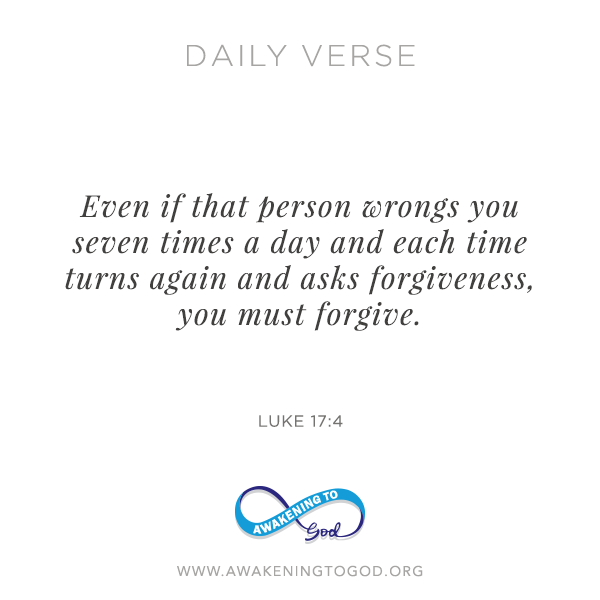 DAILY VERSE
Even if that person wrongs you
seven times a day and each time
turns again and asks forgiveness,
you must forgive.
LUKE 17:4
AWAKENING TO
God
WWW.AWAKENINGTOGOD.ORG